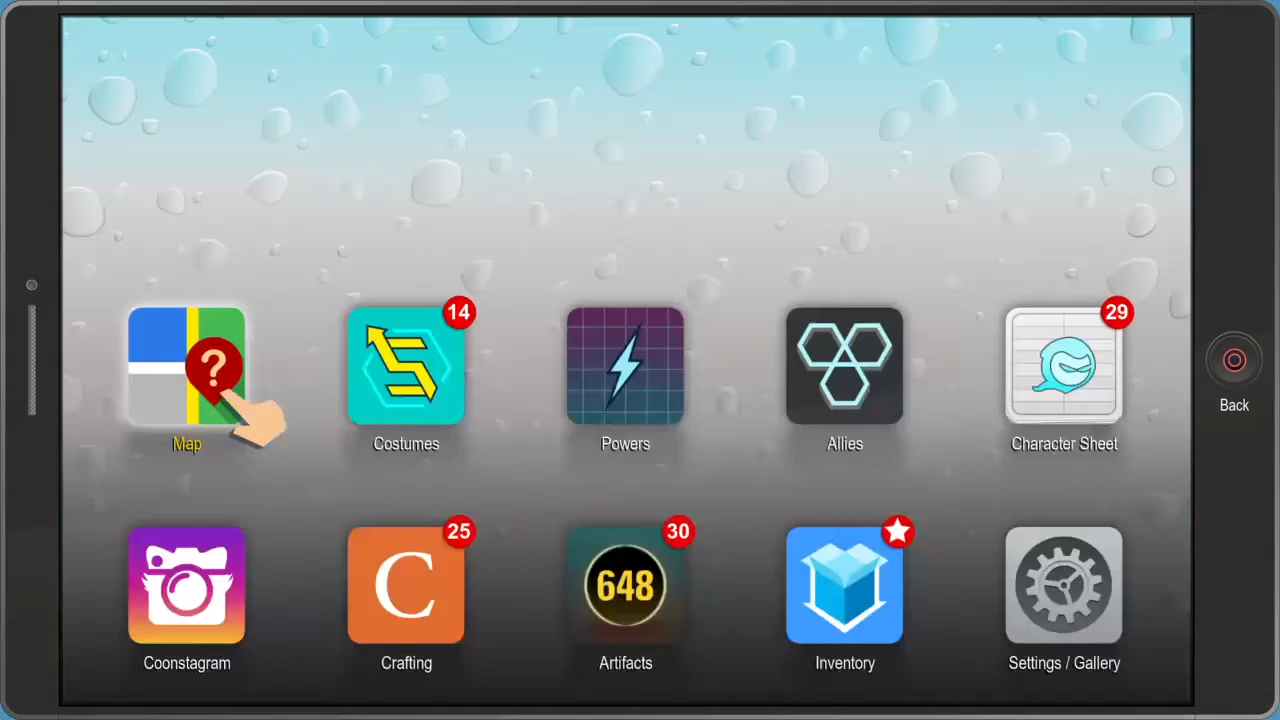 14
29
?
Map
Costumes
Powers
Allies
Character Sheet
Back
25
30
C
648
Coonstagram
Crafting
Artifacts
Inventory
Settings / Gallery